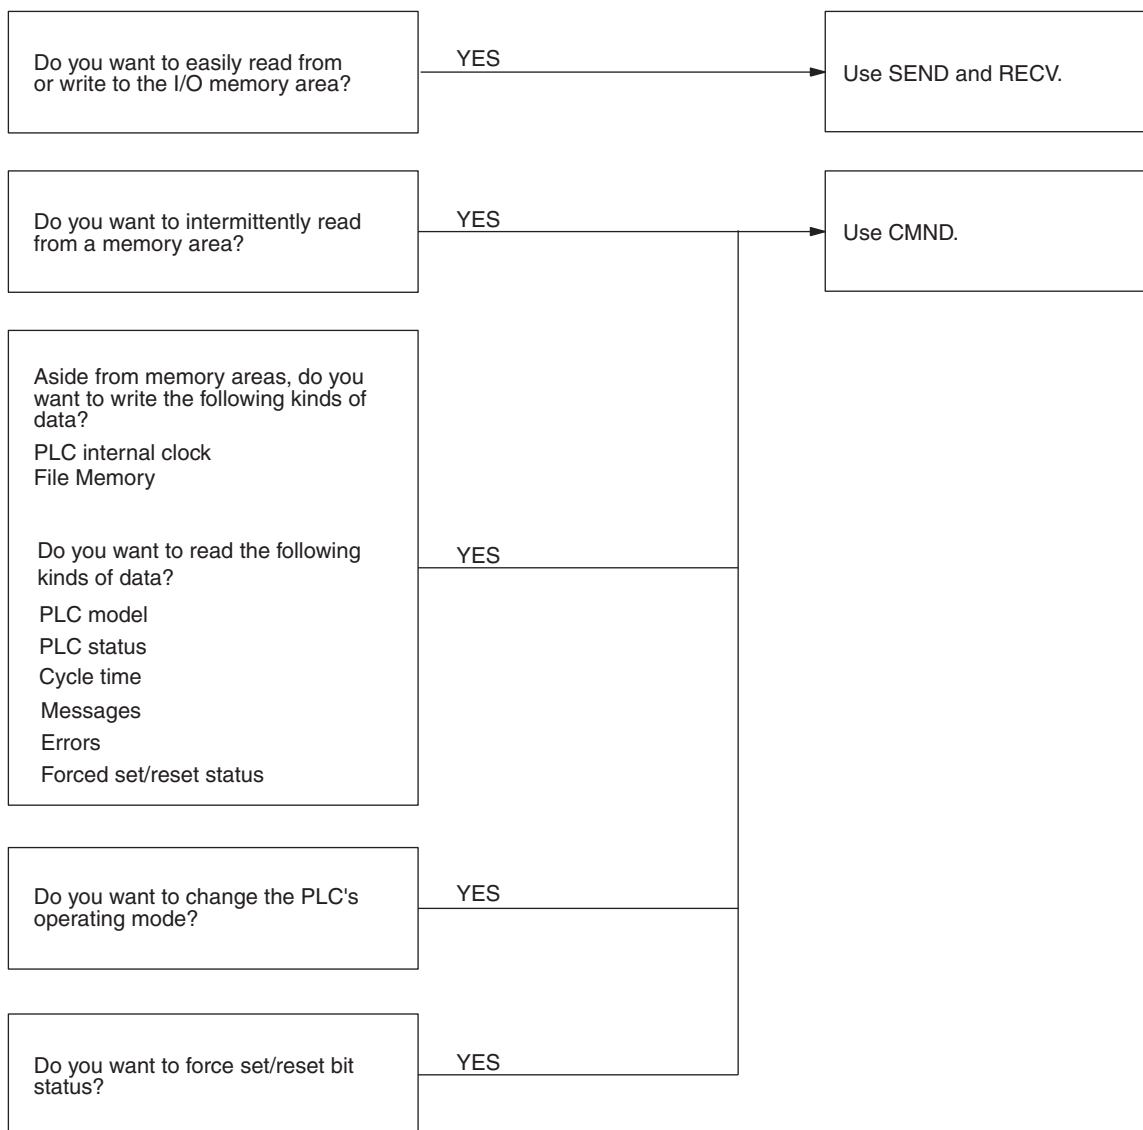 Do you want to easily read from
or write to the I/O memory area?
YES
Use SEND and RECV.
Do you want to intermittently read
from a memory area?
YES
Use CMND.
Aside from memory areas, do you
want to write the following kinds of
data?
PLC internal clock
File Memory
Do you want to read the following
kinds of data?
YES
PLC model
PLC status
Cycle time
Messages
Errors
Forced set/reset status
Do you want to change the PLC's
operating mode?
YES
Do you want to force set/reset bit
status?
YES